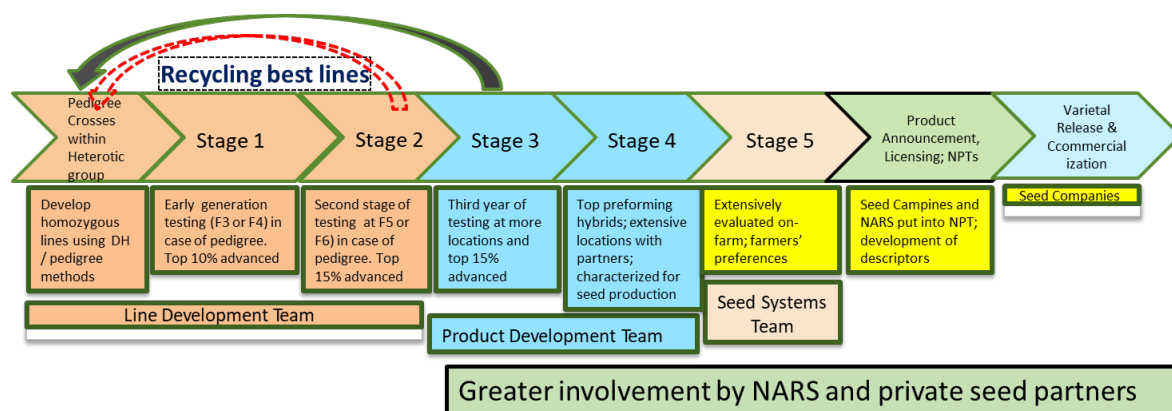 Recycling best lines
Pedigree
Crosses
within
Heterotic
group
Stage 1
Stage 2
Stage 3
Stage 4
Stage 5
Product
Announcement,
Licensing; NPTs
Varietal
Release &
Ccommercial
ization
Develop
homozygous
lines using DH
/ pedigree
methods
Early generation
testing (F3 or F4) in
case of pedigree.
Top 10% advanced
Second stage of
testing at F5 or
F6) in case of
pedigree. Top
15% advanced
Third year of
testing at more
locations and
top 15%
advanced
Top preforming
hybrids; extensive
locations with
partners;
characterized for
seed production
Extensively
evaluated on-
farm; farmers’
preferences
Seed Campines and
NARS put into NPT;
development of
descriptors
Seed Companies
Line Development Team
Product Development Team
Seed Systems
Team
Greater involvement by NARS and private seed partners